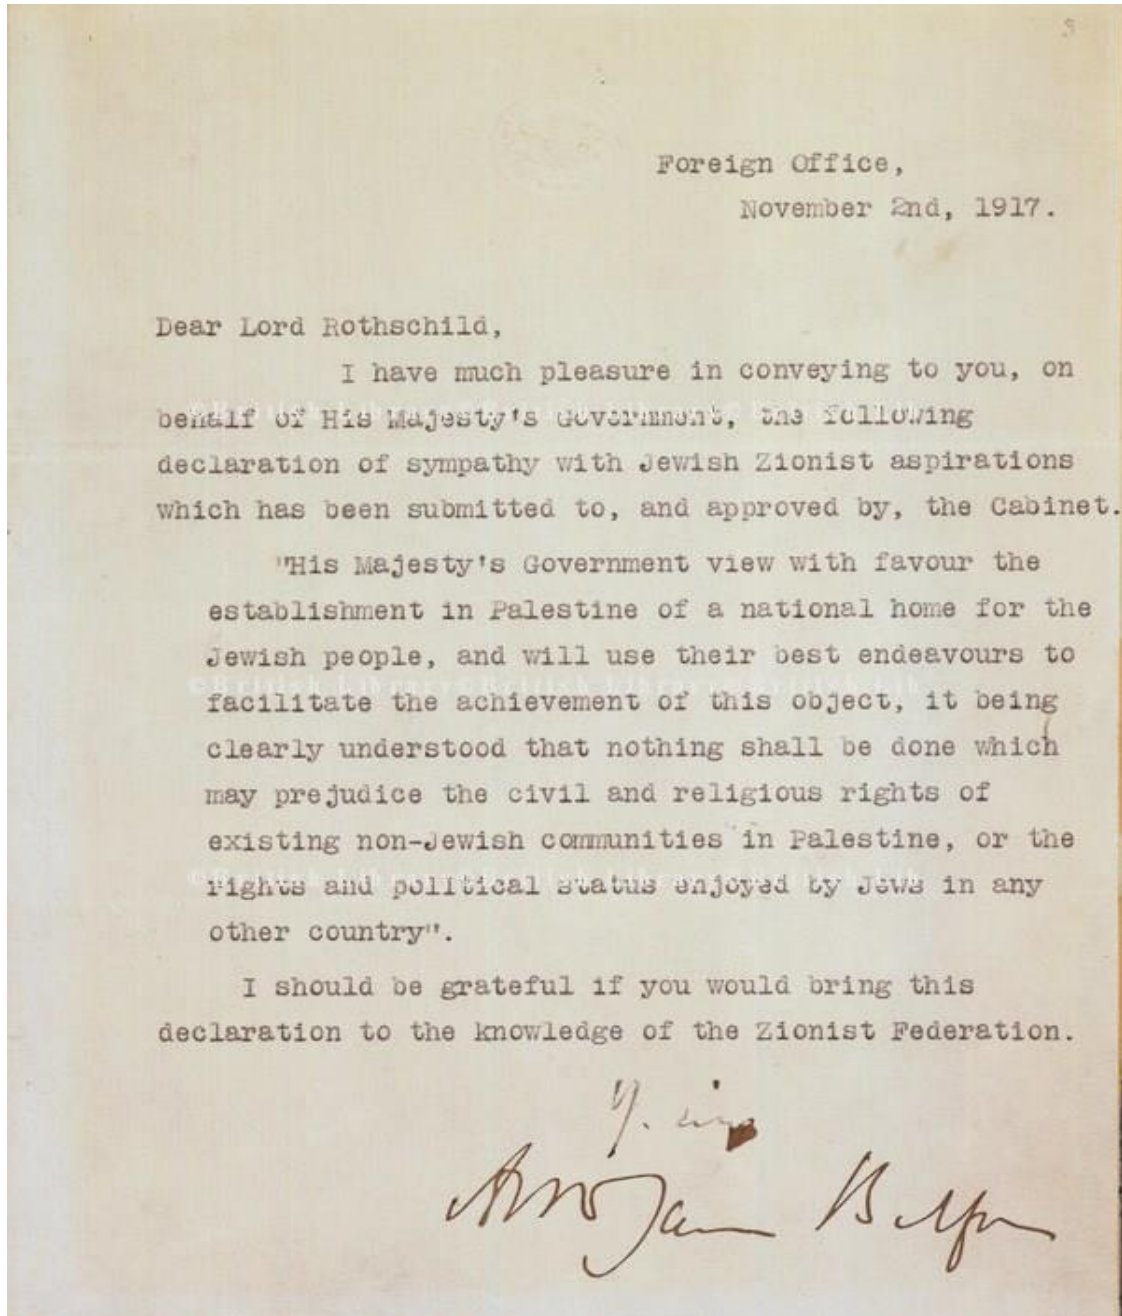 Foreign Office,
November 2nd, 1917.
Dear Lord Rothschild,
I have much pleasure in conveying to you, on
behalf of His Majesty's Government, the following
declaration of sympathy with Jewish Zionist aspirations
which has been submitted to, and approved by, the Cabinet.
"His Majesty's Government view with favour the
establishment in Palestine of a national home for the
Jewish people, and will use their best endeavours to
facilitate the achievement of this object, it being
clearly understood that nothing shall be done which
may prejudice the civil and religious rights of
existing non-Jewish communities in Palestine, or the
rights and political status enjoyed by Jews in any
other country".
I should be grateful if you would bring this
declaration to the knowledge of the Zionist Federation.
Arthur James Balfour